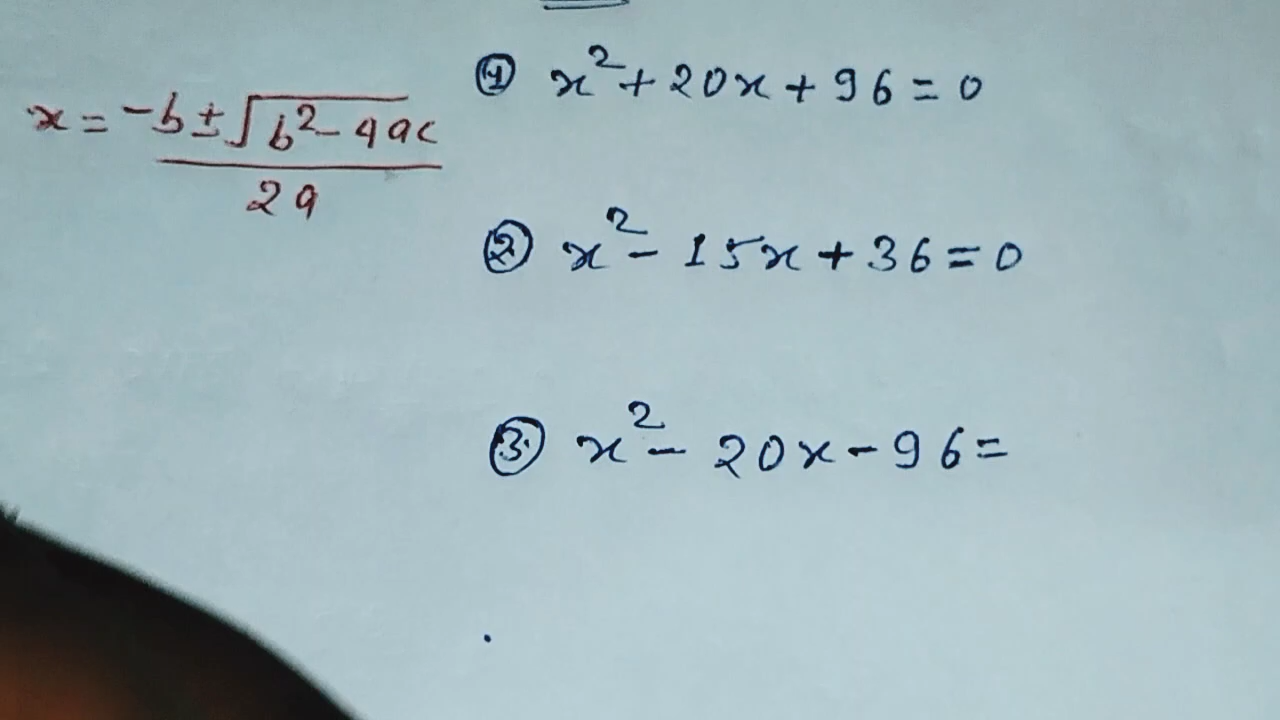 x = -b ± √b² - 4ac
2a
① x² + 20x + 96 = 0
② x² - 15x + 36 = 0
③ x² - 20x - 96 =